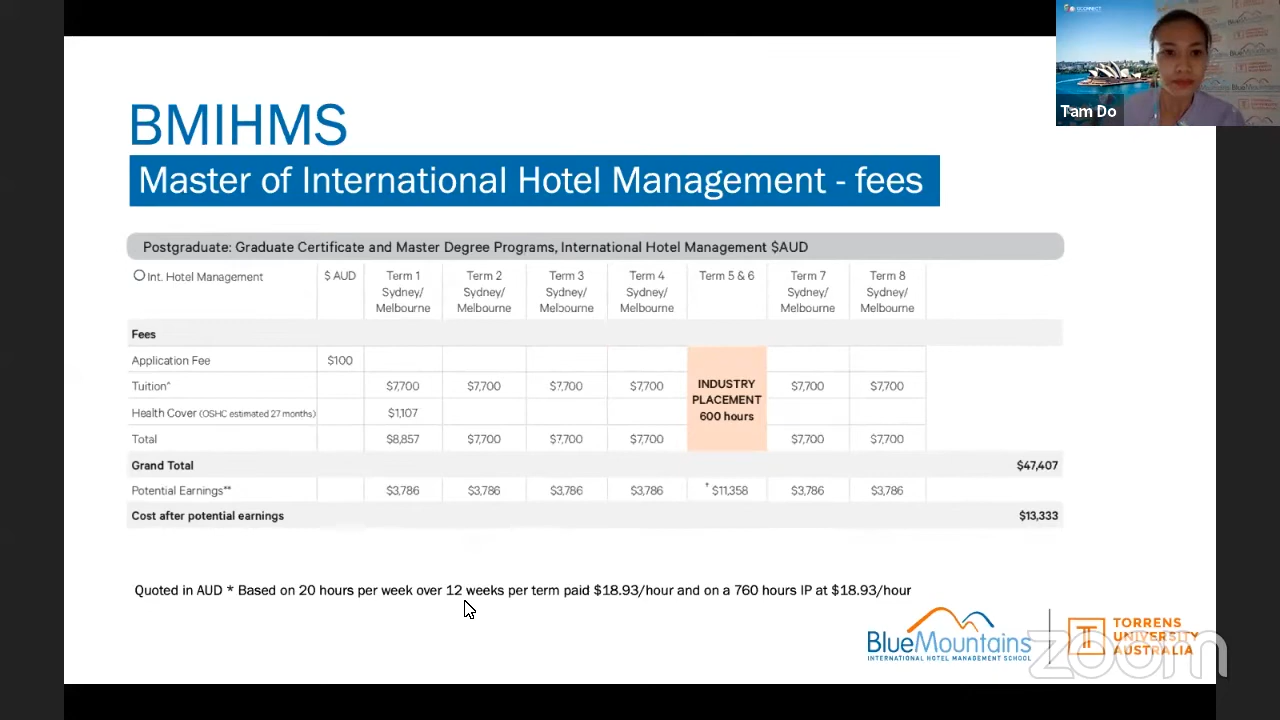 Tam Do
BMIHMS
Master of International Hotel Management - fees
Postgraduate: Graduate Certificate and Master Degree Programs, International Hotel Management $AUD
Int. Hotel Management $ AUD Term 1 Sydney/ Melbourne Term 2 Sydney/ Melbourne Term 3 Sydney/ Melbourne Term 4 Sydney/ Melbourne Term 5 & 6 Term 7 Sydney/ Melbourne Term 8 Sydney/ Melbourne
Fees
Application Fee $100
Tuition^ $7,700 $7,700 $7,700 $7,700 $7,700 $7,700
Health Cover (OSHC estimated 27 months) $1,107
Total $8,857 $7,700 $7,700 $7,700 $7,700 $7,700
INDUSTRY
PLACEMENT
600 hours
Grand Total $47,407
Potential Earnings** $3,786 $3,786 $3,786 $3,786 † $11,358 $3,786 $3,786
Cost after potential earnings $13,333
Quoted in AUD * Based on 20 hours per week over 12 weeks per term paid $18.93/hour and on a 760 hours IP at $18.93/hour
BlueMountains
INTERNATIONAL HOTEL MANAGEMENT SCHOOL
TORRENS
UNIVERSITY
AUSTRALIA
zoom